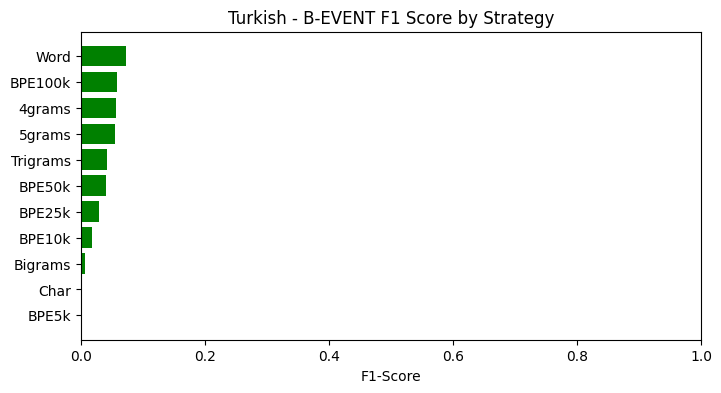 Turkish - B-EVENT F1 Score by Strategy
Word
BPE100k
4grams
5grams
Trigrams
BPE50k
BPE25k
BPE10k
Bigrams
Char
BPE5k
0.0 0.2 0.4 0.6 0.8 1.0
F1-Score